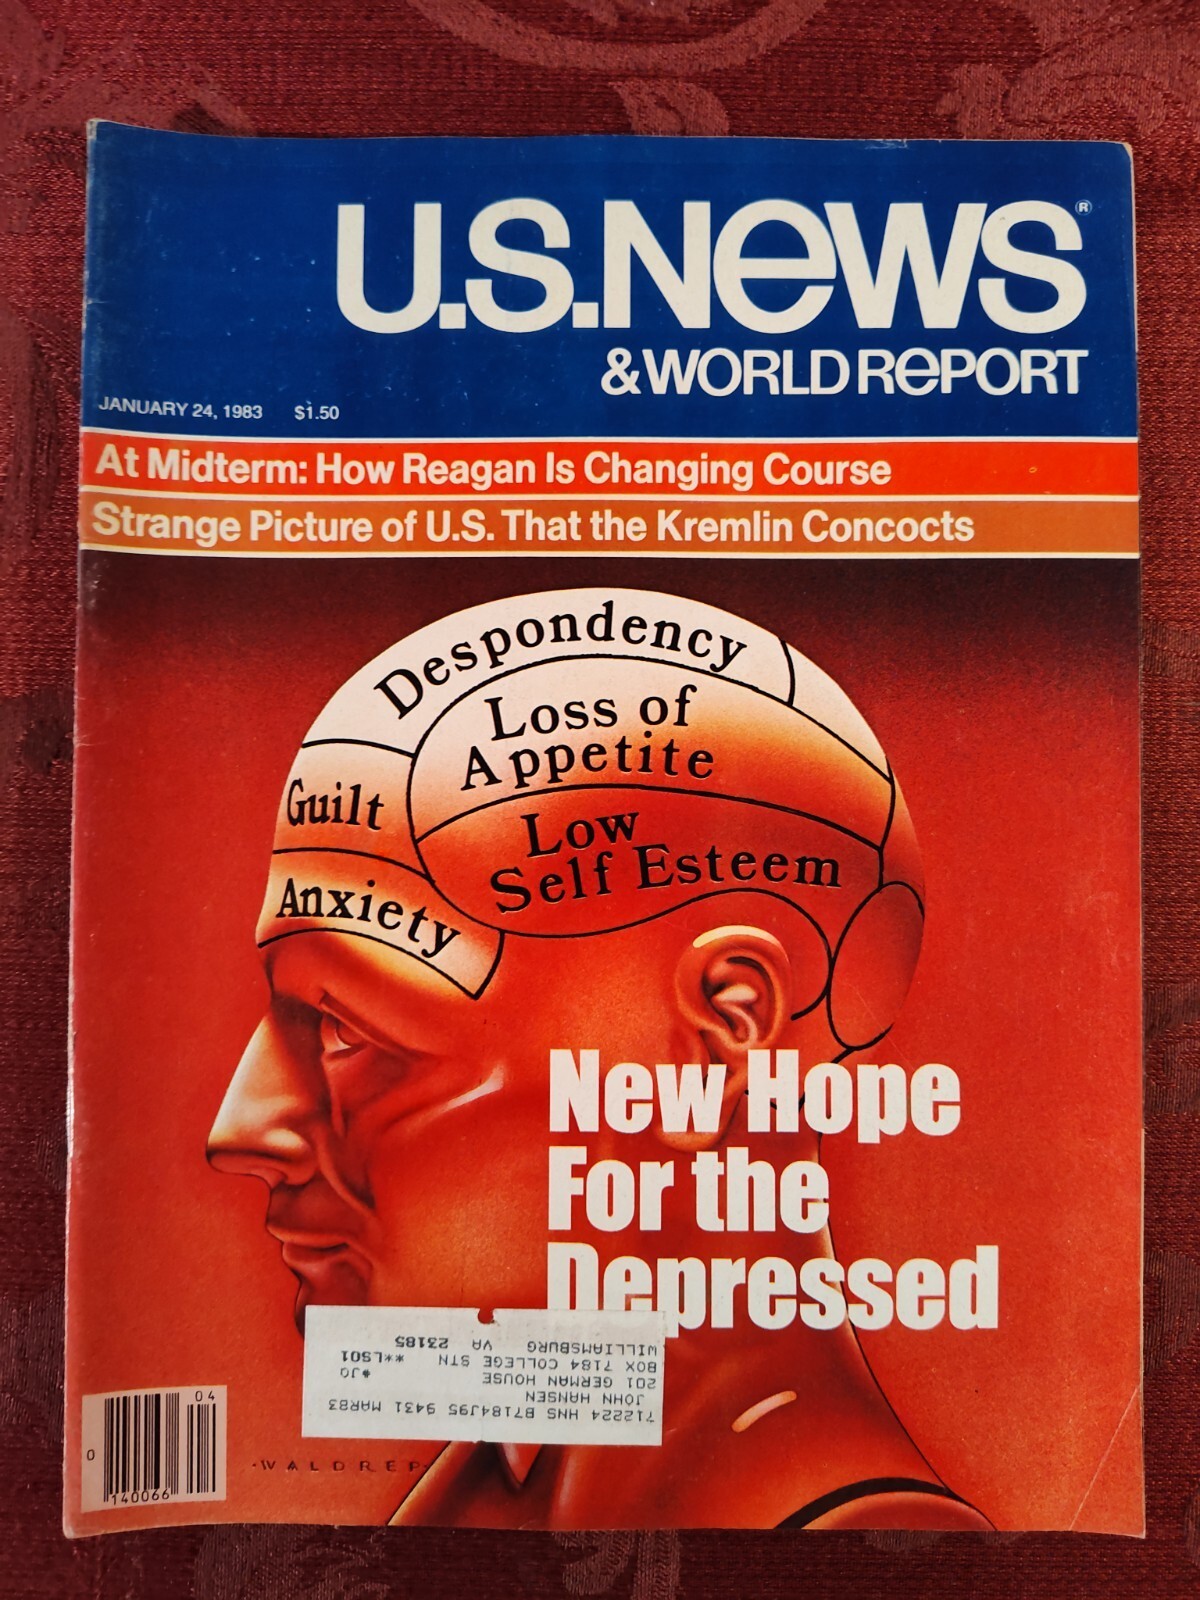 U.S.News®
& WORLD RePORT
JANUARY 24, 1983 $1.50
At Midterm: How Reagan Is Changing Course
Strange Picture of U.S. That the Kremlin Concocts
Despondency
Loss of
Appetite
Guilt
Low
Self Esteem
Anxiety
New Hope
For the
Depressed
712224 HNS B7184J95 9431 MAR83
JOHN HANSEN
201 GERMAN HOUSE #JO
BOX 7184 COLLEGE STN **LS01
WILLIAMSBURG VA 23185
04
0
140066
·WALDREP·